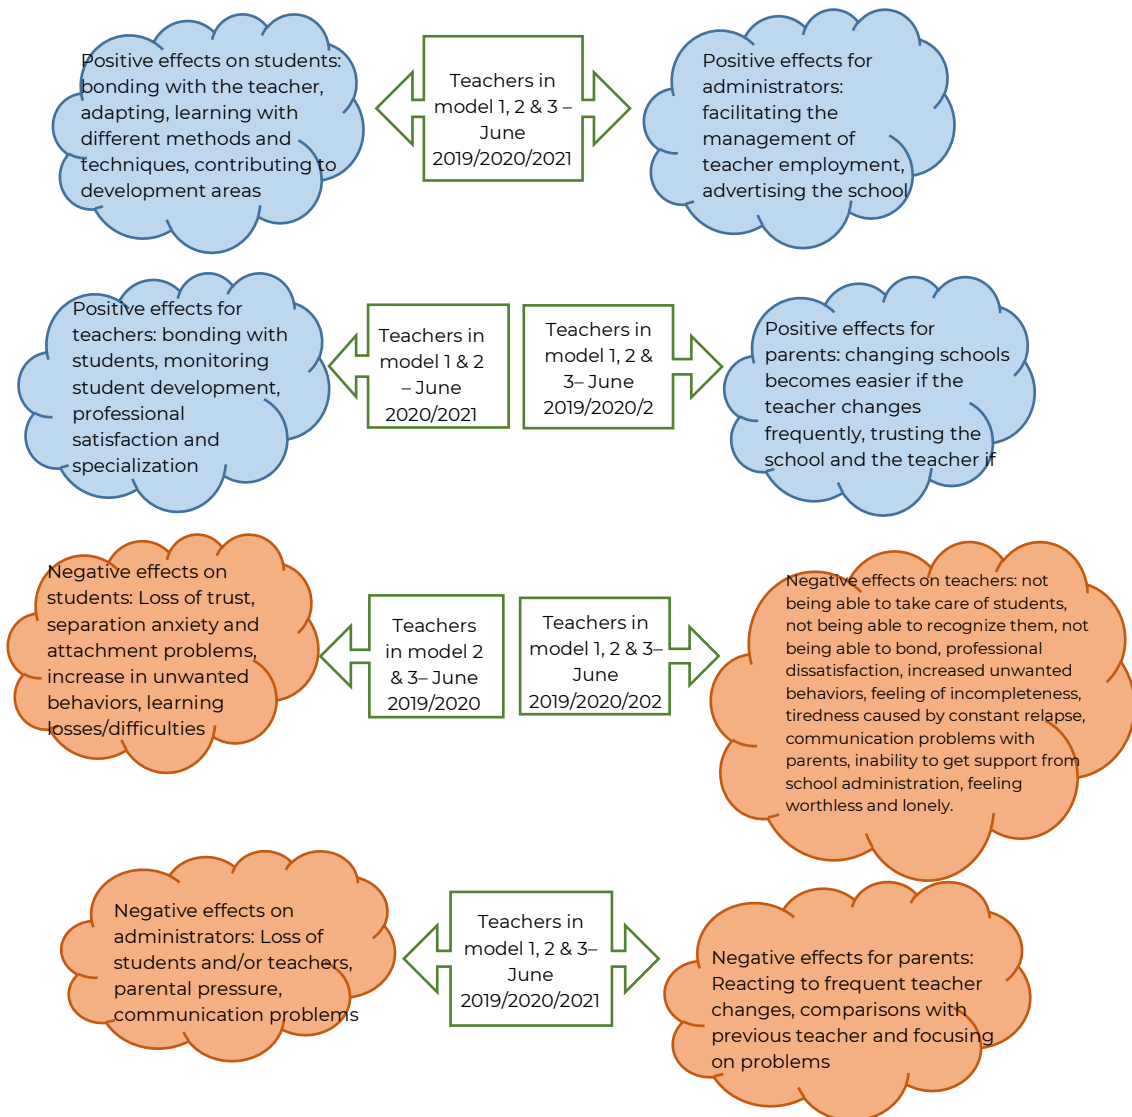 Positive effects on students:
bonding with the teacher,
adapting, learning with
different methods and
techniques, contributing to
development areas
Teachers in
model 1, 2 & 3 –
June
2019/2020/2021
Positive effects for
administrators:
facilitating the
management of
teacher employment,
advertising the school
Positive effects for
teachers: bonding with
students, monitoring
student development,
professional
satisfaction and
specialization
Teachers in
model 1 & 2
– June
2020/2021
Teachers in
model 1, 2 &
3– June
2019/2020/2
Positive effects for
parents: changing schools
becomes easier if the
teacher changes
frequently, trusting the
school and the teacher if
Negative effects on
students: Loss of trust,
separation anxiety and
attachment problems,
increase in unwanted
behaviors, learning
losses/difficulties
Teachers
in model 2
& 3– June
2019/2020
Teachers in
model 1, 2 & 3–
June
2019/2020/202
Negative effects on teachers: not
being able to take care of students,
not being able to recognize them, not
being able to bond, professional
dissatisfaction, increased unwanted
behaviors, feeling of incompleteness,
tiredness caused by constant relapse,
communication problems with
parents, inability to get support from
school administration, feeling
worthless and lonely.
Negative effects on
administrators: Loss of
students and/or teachers,
parental pressure,
communication problems
Teachers in
model 1, 2 & 3–
June
2019/2020/2021
Negative effects for parents:
Reacting to frequent teacher
changes, comparisons with
previous teacher and focusing
on problems